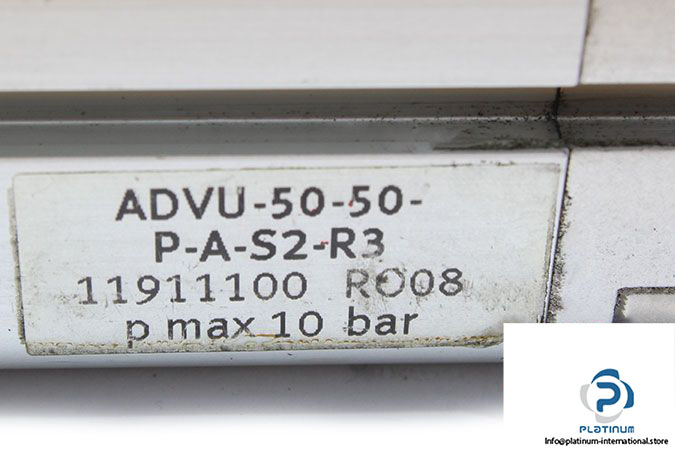 ADVU-50-50-
P-A-S2-R3
11911100 RO08
p max 10 bar
PLATINUM
Info@platinum-international.store